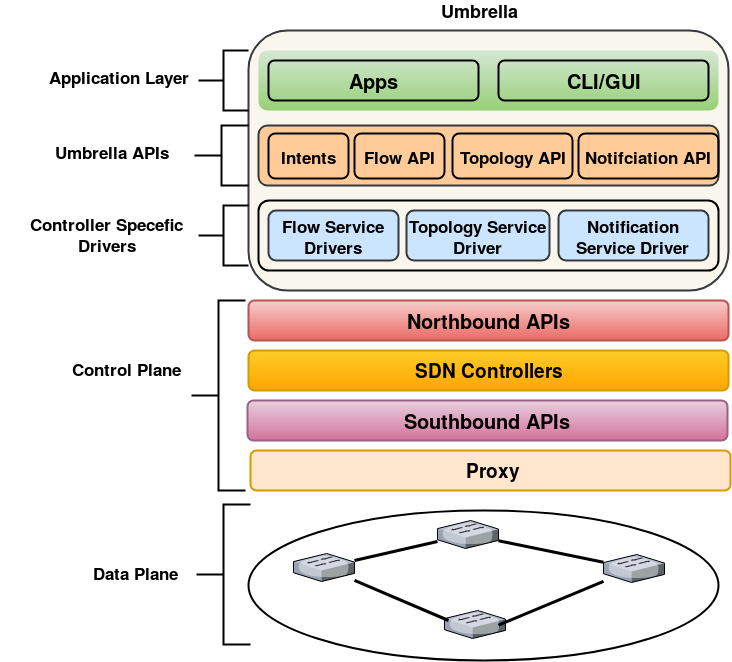 Umbrella
Application Layer
Apps
CLI/GUI
Umbrella APIs
Intents
Flow API
Topology API
Notifciation API
Controller Specefic
Drivers
Flow Service
Drivers
Topology Service
Driver
Notification
Service Driver
Control Plane
Northbound APIs
SDN Controllers
Southbound APIs
Proxy
Data Plane